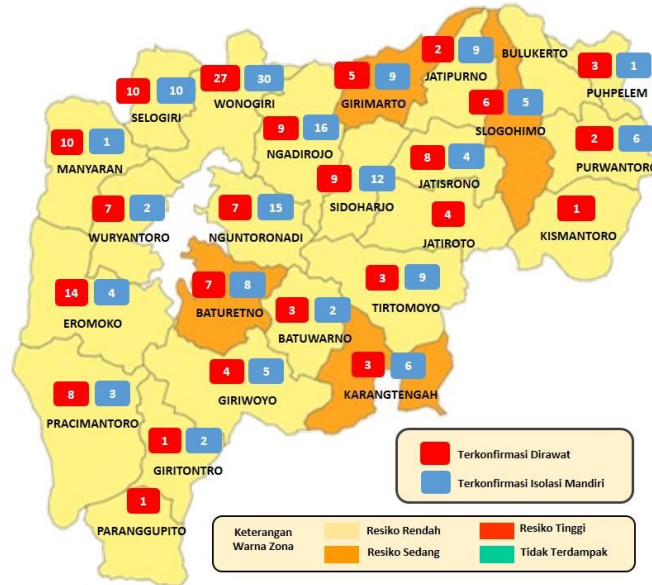 2 9
BULUKERTO
JATIPURNO
27 30
WONOGIRI
5 9
GIRIMARTO
3 1
PUHPELEM
10 10
SELOGIRI
6 5
SLOGOHIMO
9 16
NGADIROJO
10 1
MANYARAN
8 4
JATISRONO
2 6
PURWANTORO
9 12
SIDOHARJO
7 2
WURYANTORO
7 15
NGUNTORONADI
4
JATIROTO
1
KISMANTORO
14 4
EROMOKO
7 8
BATURETNO
3 9
TIRTOMOYO
3 2
BATUWARNO
4 5
GIRIWOYO
3 6
KARANGTENGAH
8 3
PRACIMANTORO
1 2
GIRITONTRO
1
PARANGGUPITO
Terkonfirmasi Dirawat
Terkonfirmasi Isolasi Mandiri
Keterangan
Warna Zona
Resiko Rendah
Resiko Tinggi
Resiko Sedang
Tidak Terdampak